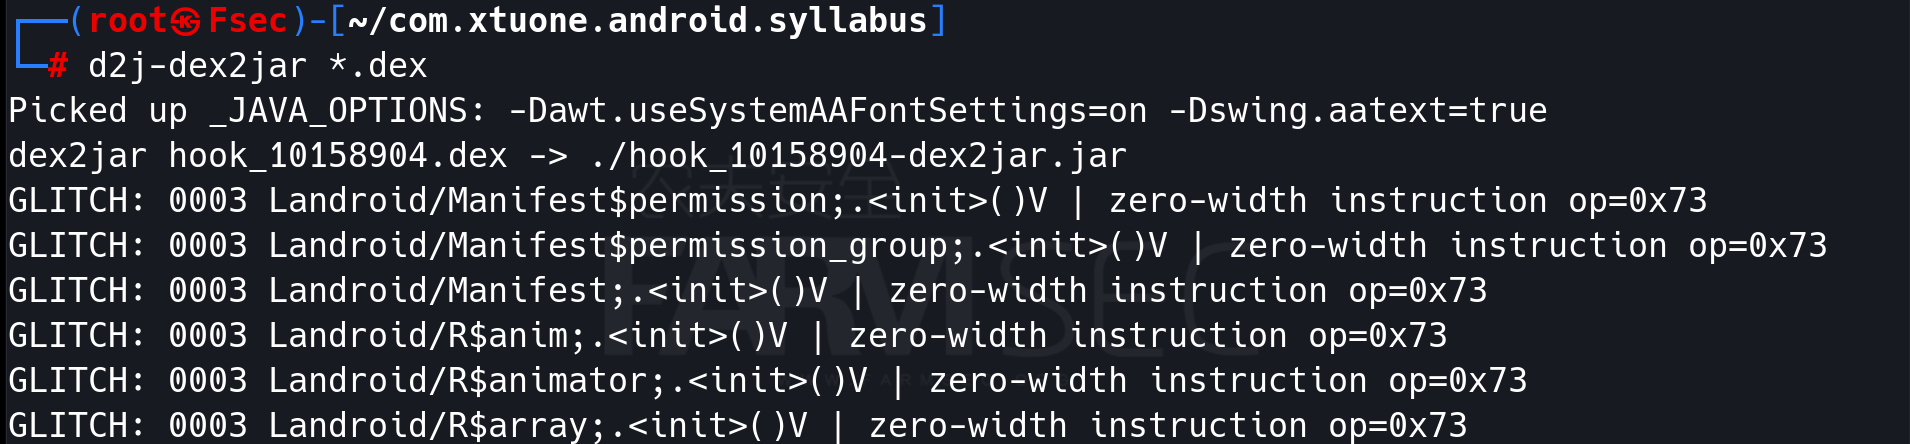 (root㉿Fsec)-[~/com.xtuone.android.syllabus]
# d2j-dex2jar *.dex
Picked up _JAVA_OPTIONS: -Dawt.useSystemAAFontSettings=on -Dswing.aatext=true
dex2jar hook_10158904.dex -> ./hook_10158904-dex2jar.jar
GLITCH: 0003 Landroid/Manifest$permission;.<init>()V | zero-width instruction op=0x73
GLITCH: 0003 Landroid/Manifest$permission_group;.<init>()V | zero-width instruction op=0x73
GLITCH: 0003 Landroid/Manifest;.<init>()V | zero-width instruction op=0x73
GLITCH: 0003 Landroid/R$anim;.<init>()V | zero-width instruction op=0x73
GLITCH: 0003 Landroid/R$animator;.<init>()V | zero-width instruction op=0x73
GLITCH: 0003 Landroid/R$array;.<init>()V | zero-width instruction op=0x73
FARMSEC